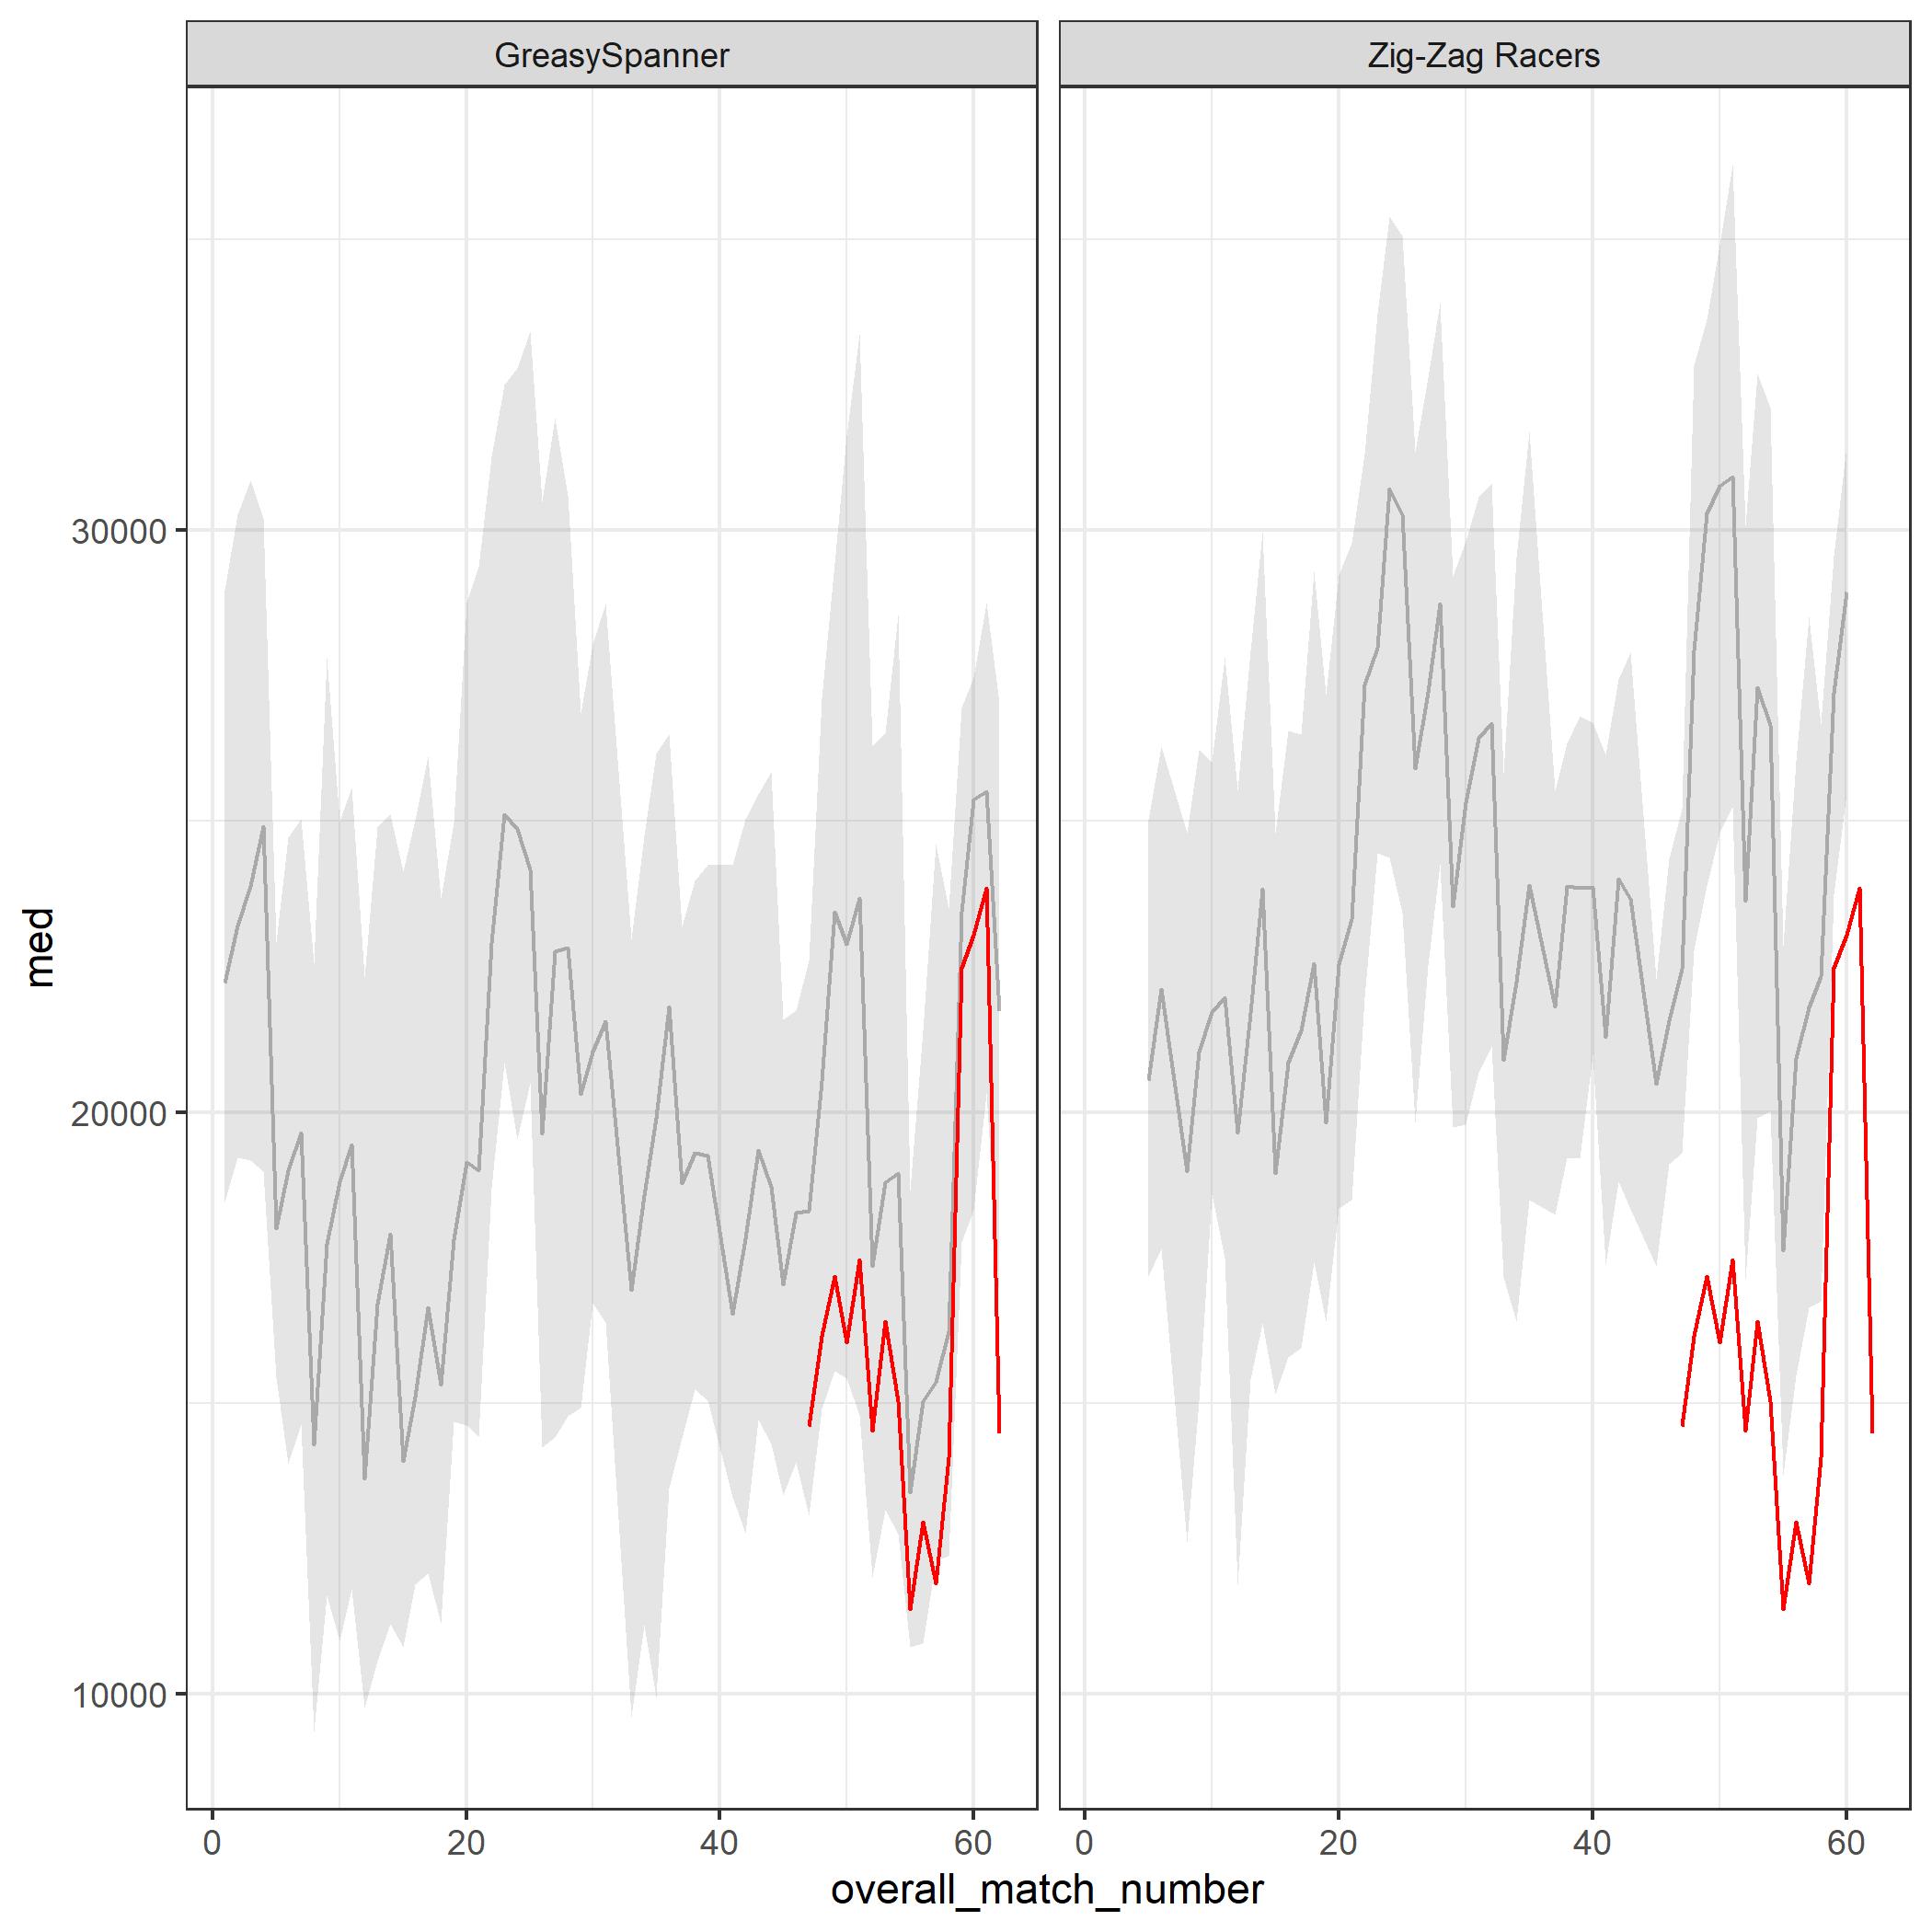 GreasySpanner Zig-Zag Racers
med
30000
20000
10000
0 20 40 60 0 20 40 60
overall_match_number